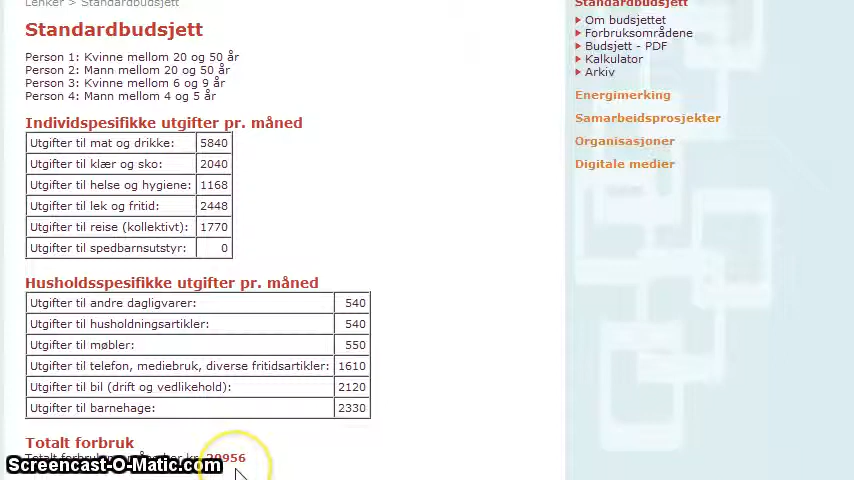 Lenker > Standardbudsjett
Standardbudsjett
Person 1: Kvinne mellom 20 og 50 år
Person 2: Mann mellom 20 og 50 år
Person 3: Kvinne mellom 6 og 9 år
Person 4: Mann mellom 4 og 5 år
Individspesifikke utgifter pr. måned
Utgifter til mat og drikke: 5840
Utgifter til klær og sko: 2040
Utgifter til helse og hygiene: 1168
Utgifter til lek og fritid: 2448
Utgifter til reise (kollektivt): 1770
Utgifter til spedbarnsutstyr: 0
Husholdsspesifikke utgifter pr. måned
Utgifter til andre dagligvarer: 540
Utgifter til husholdningsartikler: 540
Utgifter til møbler: 550
Utgifter til telefon, mediebruk, diverse fritidsartikler: 1610
Utgifter til bil (drift og vedlikehold): 2120
Utgifter til barnehage: 2330
Totalt forbruk
20956
Screencast-O-Matic.com
Standardbudsjett
Om budsjettet
Forbruksområdene
Budsjett - PDF
Kalkulator
Arkiv
Energimerking
Samarbeidsprosjekter
Organisasjoner
Digitale medier